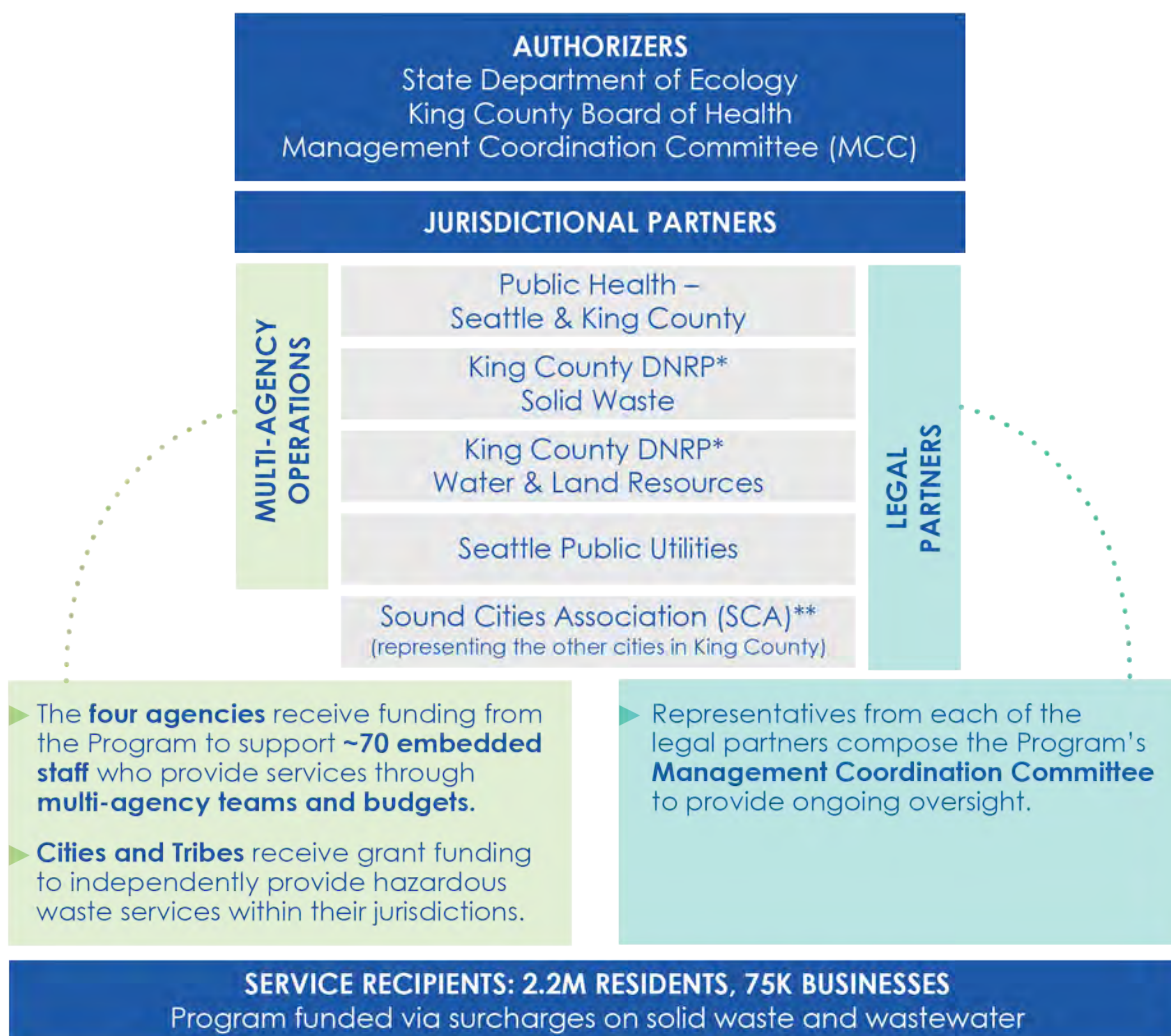 AUTHORIZERS
State Department of Ecology
King County Board of Health
Management Coordination Committee (MCC)
JURISDICTIONAL PARTNERS
MULTI-AGENCY
OPERATIONS
Public Health –
Seattle & King County
King County DNRP*
Solid Waste
King County DNRP*
Water & Land Resources
Seattle Public Utilities
Sound Cities Association (SCA)**
(representing the other cities in King County)
LEGAL
PARTNERS
The four agencies receive funding from
the Program to support ~70 embedded
staff who provide services through
multi-agency teams and budgets.
Cities and Tribes receive grant funding
to independently provide hazardous
waste services within their jurisdictions.
Representatives from each of the
legal partners compose the Program's
Management Coordination Committee
to provide ongoing oversight.
SERVICE RECIPIENTS: 2.2M RESIDENTS, 75K BUSINESSES
Program funded via surcharges on solid waste and wastewater